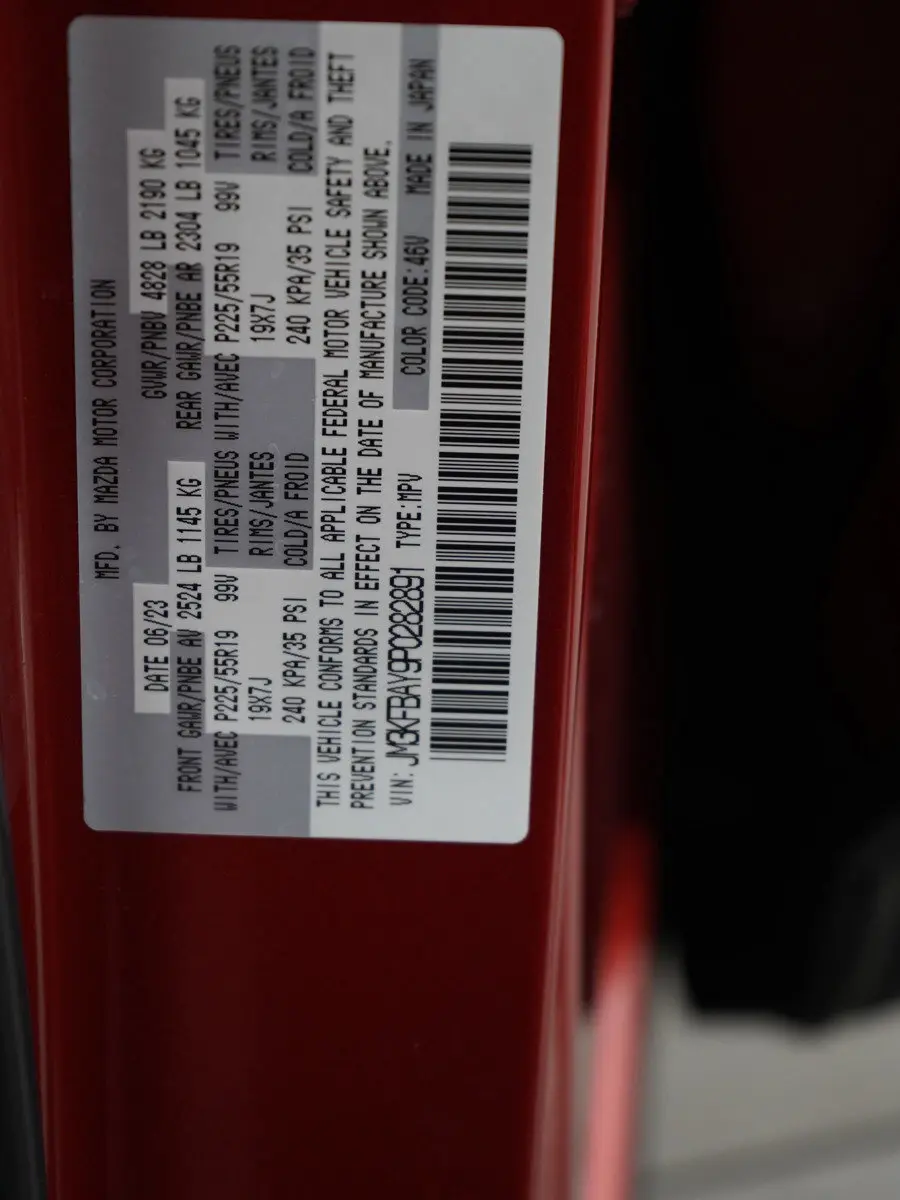 MFD. BY MAZDA MOTOR CORPORATION
DATE 06/23 GVWR/PNBV 4828 LB 2190 KG
FRONT GAWR/PNBE AV 2524 LB 1145 KG REAR GAWR/PNBE AR 2304 LB 1045 KG
WITH/AVEC P225/55R19 99V TIRES/PNEUS WITH/AVEC P225/55R19 99V TIRES/PNEUS
19X7J RIMS/JANTES 19X7J RIMS/JANTES
240 KPA/35 PSI COLD/A FROID 240 KPA/35 PSI COLD/A FROID
THIS VEHICLE CONFORMS TO ALL APPLICABLE FEDERAL MOTOR VEHICLE SAFETY AND THEFT
PREVENTION STANDARDS IN EFFECT ON THE DATE OF MANUFACTURE SHOWN ABOVE.
VIN: JM3KFBAY9P0282891 TYPE:MPV COLOR CODE:46V MADE IN JAPAN